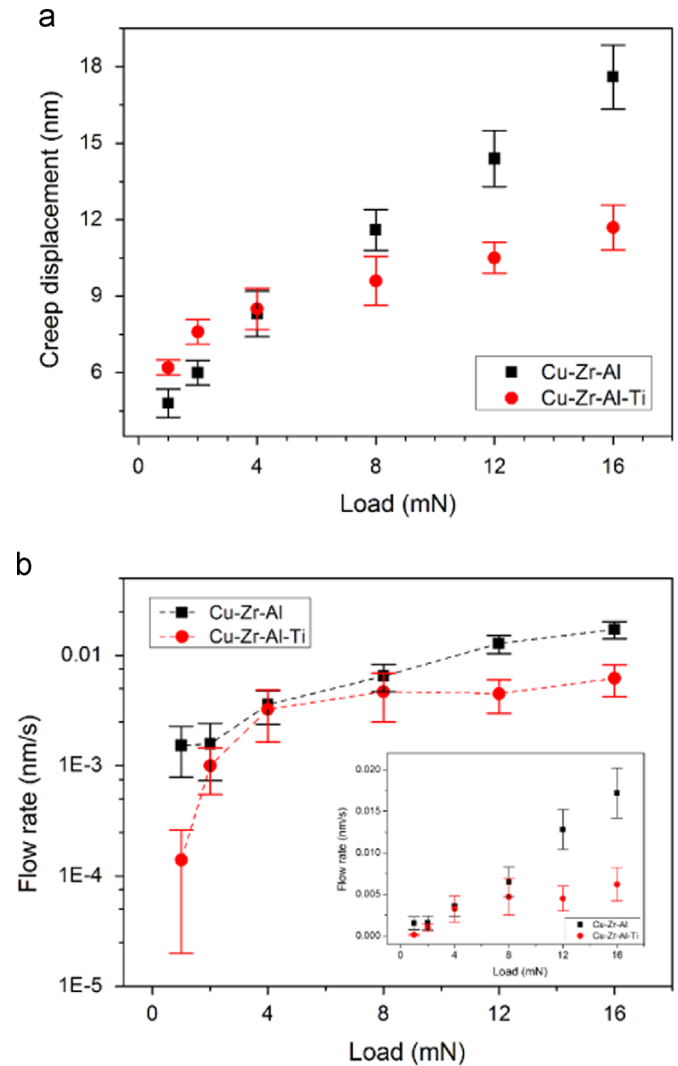 a
18
15
12
9
6
Creep displacement (nm)
Cu-Zr-Al
Cu-Zr-Al-Ti
0 4 8 12 16
Load (mN)
b
Cu-Zr-Al
Cu-Zr-Al-Ti
0.01
1E-3
1E-4
1E-5
Flow rate (nm/s)
0.020
0.015
0.010
0.005
0.000
Flow rate (nm/s)
Cu-Zr-Al
Cu-Zr-Al-Ti
0 4 8 12 16
Load (mN)
0 4 8 12 16
Load (mN)